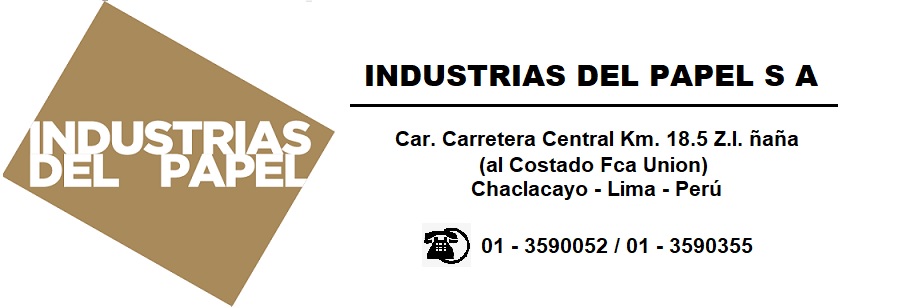 INDUSTRIAS
DEL PAPEL
INDUSTRIAS DEL PAPEL S A
Car. Carretera Central Km. 18.5 Z.I. ñaña
(al Costado Fca Union)
Chaclacayo - Lima - Perú
01 - 3590052 / 01 - 3590355